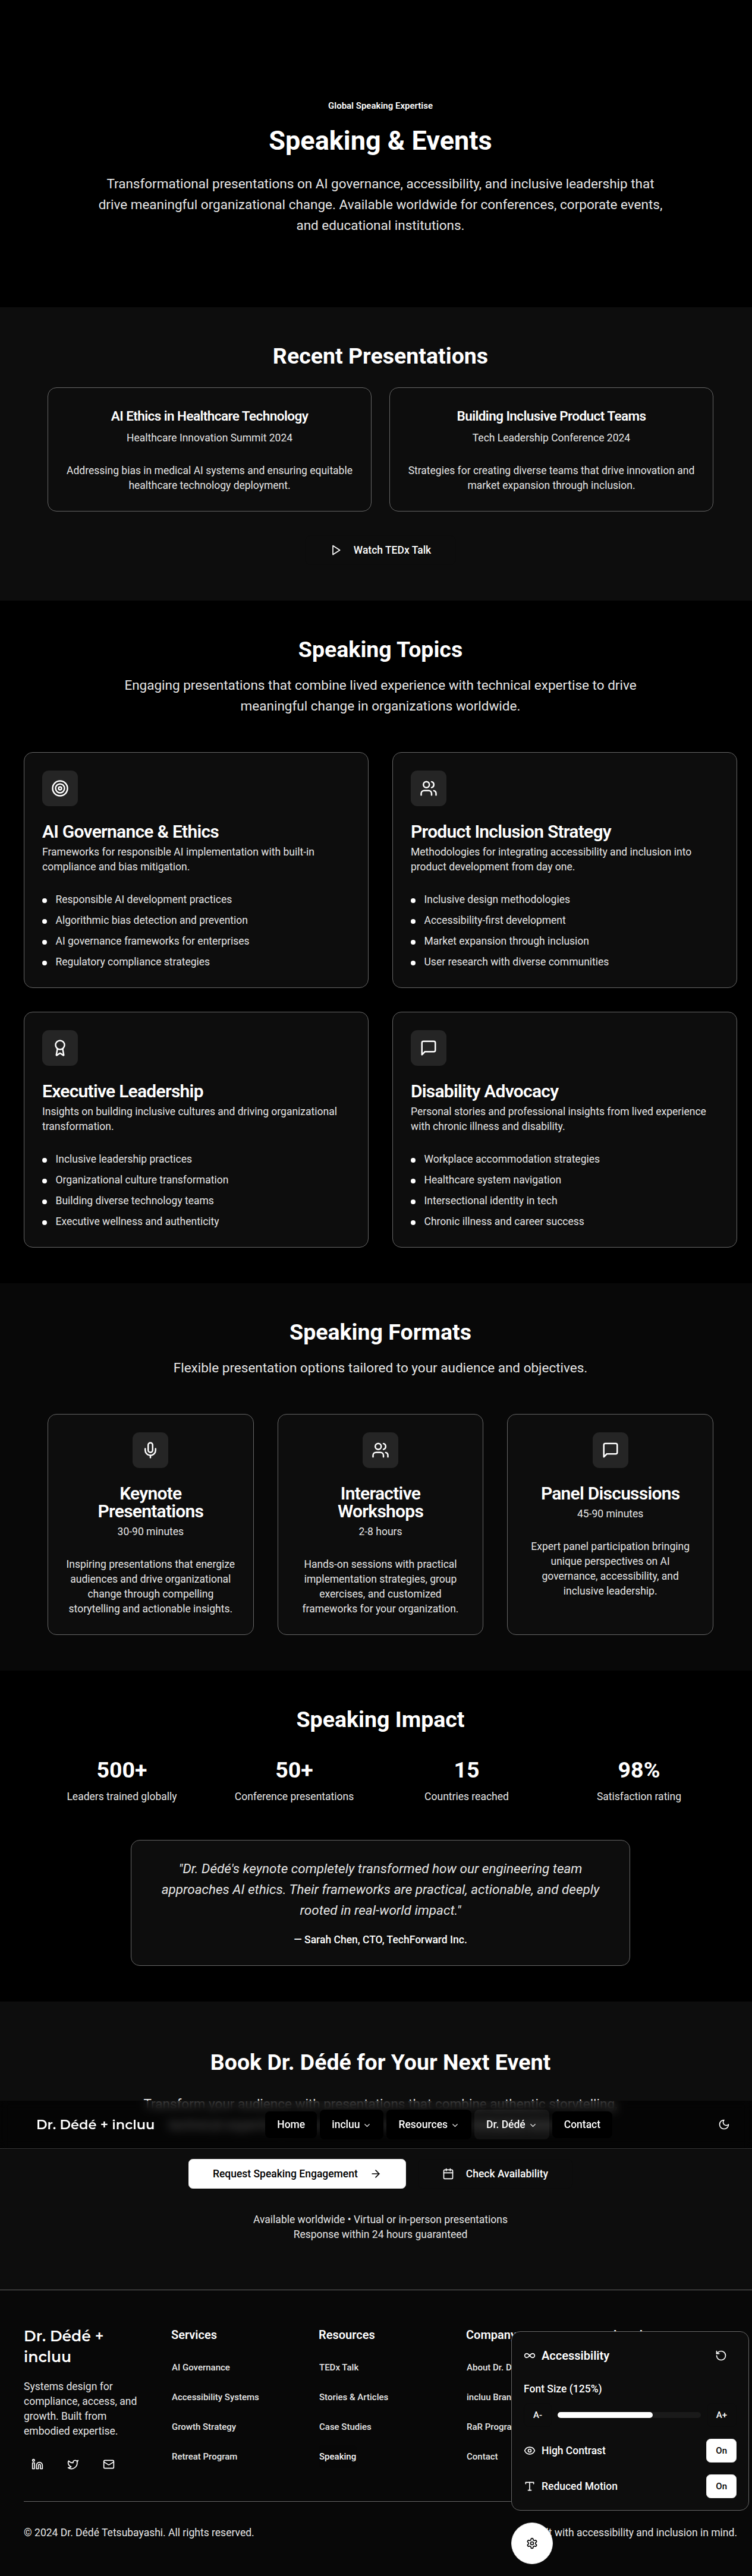 Global Speaking Expertise
Speaking & Events
Transformational presentations on AI governance, accessibility, and inclusive leadership that
drive meaningful organizational change. Available worldwide for conferences, corporate events,
and educational institutions.
Recent Presentations
AI Ethics in Healthcare Technology
Healthcare Innovation Summit 2024
Addressing bias in medical AI systems and ensuring equitable
healthcare technology deployment.
Building Inclusive Product Teams
Tech Leadership Conference 2024
Strategies for creating diverse teams that drive innovation and
market expansion through inclusion.
Watch TEDx Talk
Speaking Topics
Engaging presentations that combine lived experience with technical expertise to drive
meaningful change in organizations worldwide.
AI Governance & Ethics
Frameworks for responsible AI implementation with built-in
compliance and bias mitigation.
Responsible AI development practices
Algorithmic bias detection and prevention
AI governance frameworks for enterprises
Regulatory compliance strategies
Product Inclusion Strategy
Methodologies for integrating accessibility and inclusion into
product development from day one.
Inclusive design methodologies
Accessibility-first development
Market expansion through inclusion
User research with diverse communities
Executive Leadership
Insights on building inclusive cultures and driving organizational
transformation.
Inclusive leadership practices
Organizational culture transformation
Building diverse technology teams
Executive wellness and authenticity
Disability Advocacy
Personal stories and professional insights from lived experience
with chronic illness and disability.
Workplace accommodation strategies
Healthcare system navigation
Intersectional identity in tech
Chronic illness and career success
Speaking Formats
Flexible presentation options tailored to your audience and objectives.
Keynote
Presentations
30-90 minutes
Inspiring presentations that energize
audiences and drive organizational
change through compelling
storytelling and actionable insights.
Interactive
Workshops
2-8 hours
Hands-on sessions with practical
implementation strategies, group
exercises, and customized
frameworks for your organization.
Panel Discussions
45-90 minutes
Expert panel participation bringing
unique perspectives on AI
governance, accessibility, and
inclusive leadership.
Speaking Impact
500+
Leaders trained globally
50+
Conference presentations
15
Countries reached
98%
Satisfaction rating
"Dr. Dédé's keynote completely transformed how our engineering team
approaches AI ethics. Their frameworks are practical, actionable, and deeply
rooted in real-world impact."
— Sarah Chen, CTO, TechForward Inc.
Book Dr. Dédé for Your Next Event
Transform your audience with presentations that combine authentic storytelling,
Dr. Dédé + incluu
Home
incluu
Resources
Dr. Dédé
Contact
Request Speaking Engagement
Check Availability
Available worldwide • Virtual or in-person presentations
Response within 24 hours guaranteed
Dr. Dédé +
incluu
Systems design for
compliance, access, and
growth. Built from
embodied expertise.
Services
AI Governance
Accessibility Systems
Growth Strategy
Retreat Program
Resources
TEDx Talk
Stories & Articles
Case Studies
Speaking
Company
About Dr. D
incluu Bran
RaR Progra
Contact
Accessibility
Font Size (125%)
A-
A+
High Contrast
On
Reduced Motion
On
© 2024 Dr. Dédé Tetsubayashi. All rights reserved.
with accessibility and inclusion in mind.